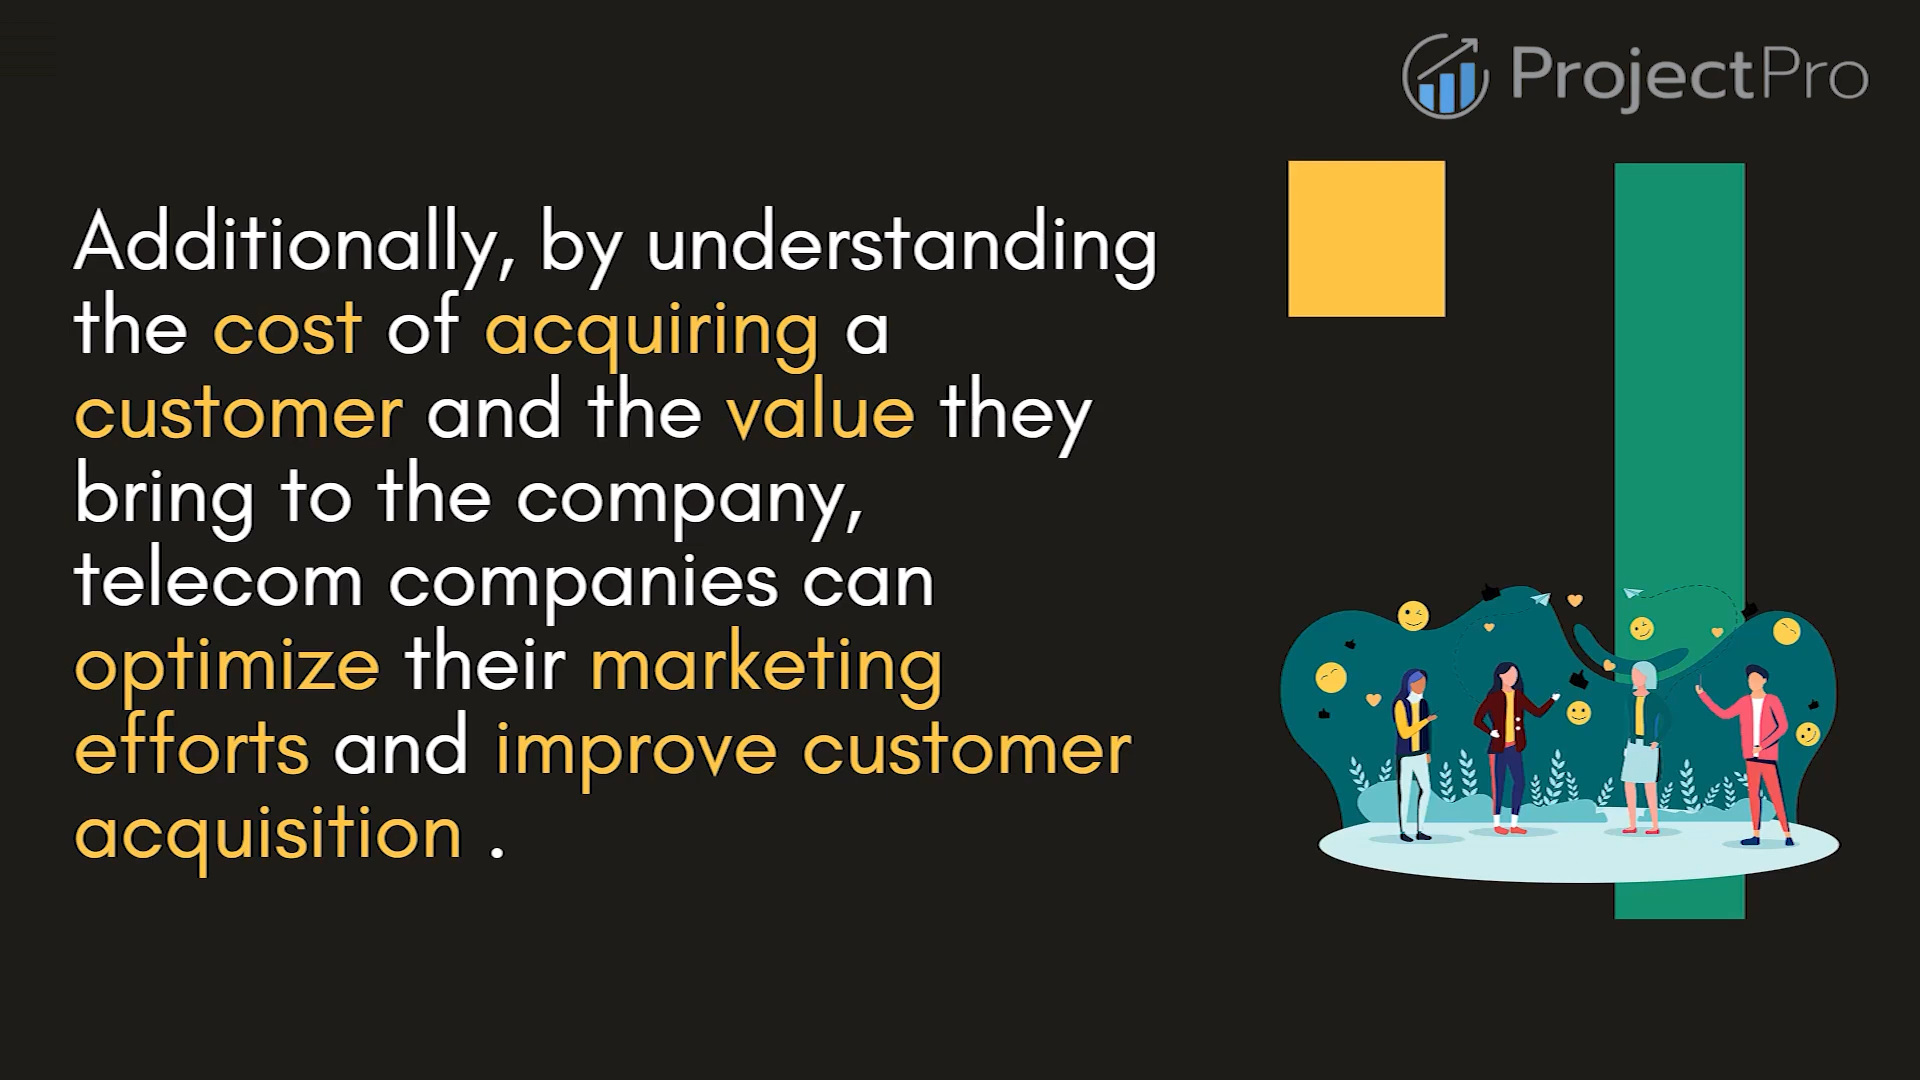 ProjectPro
Additionally, by understanding
the cost of acquiring a
customer and the value they
bring to the company,
telecom companies can
optimize their marketing
efforts and improve customer
acquisition .